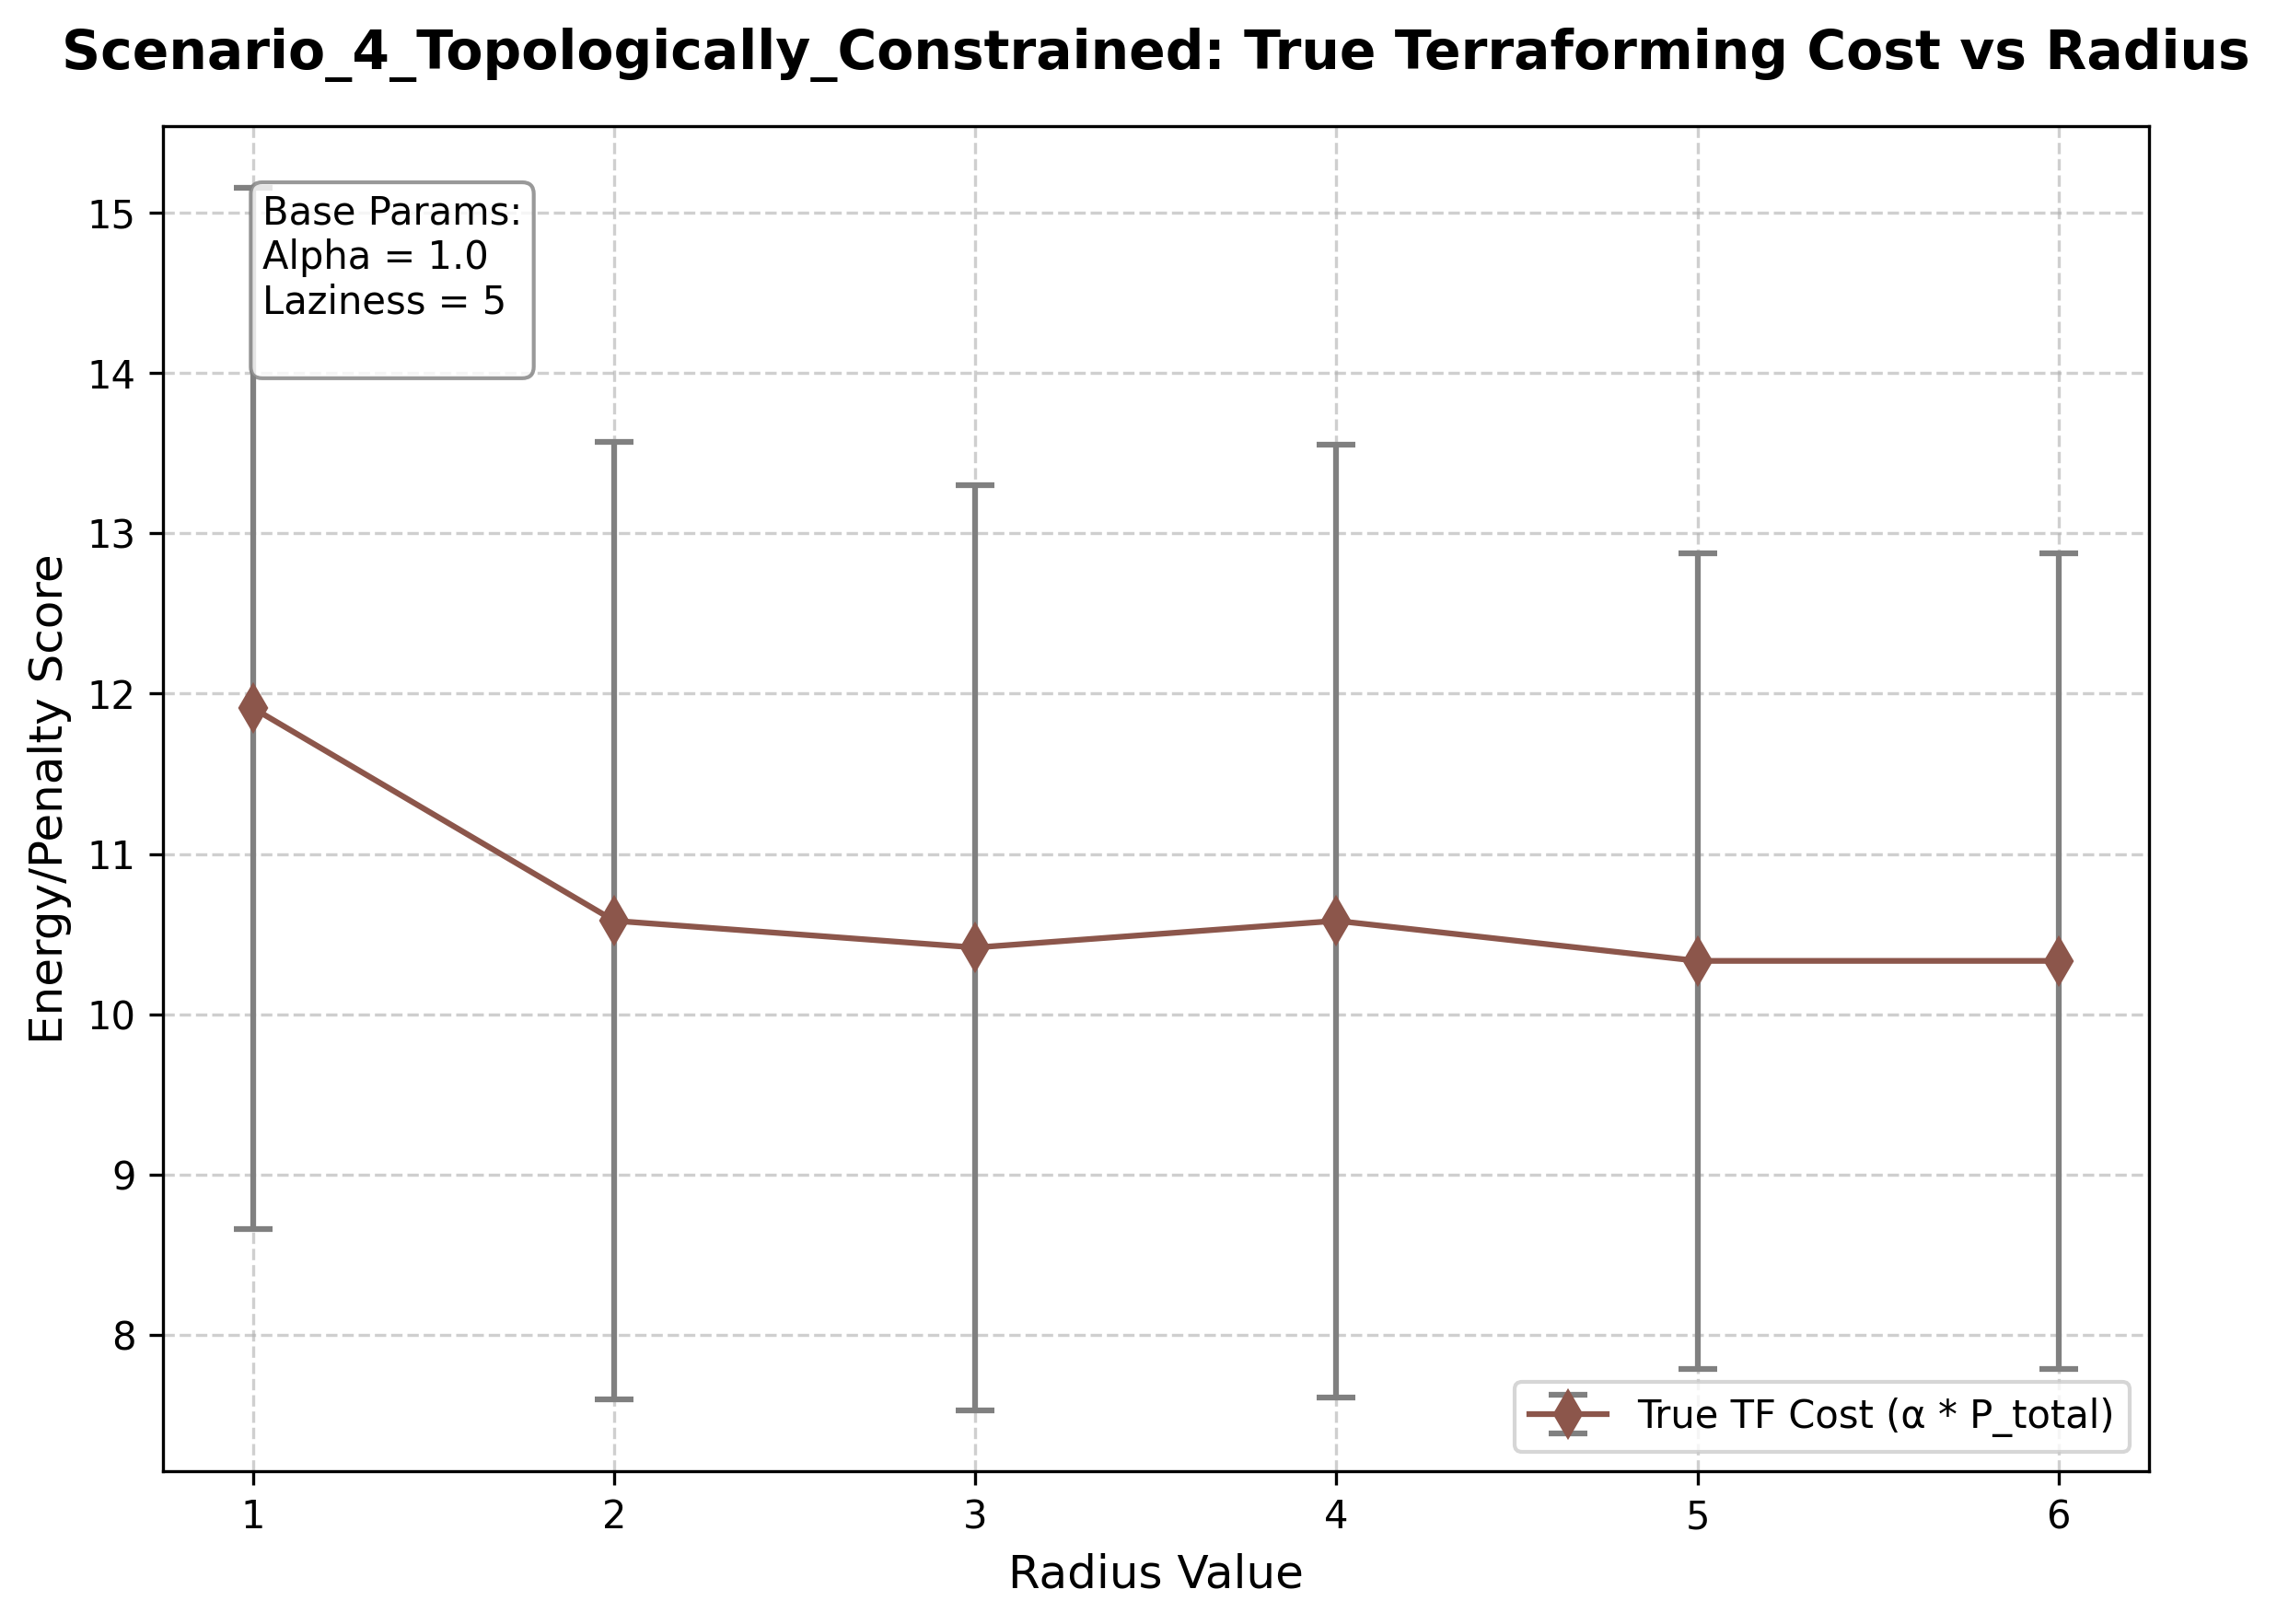 Scenario_4_Topologically_Constrained: True Terraforming Cost vs Radius
Base Params:
Alpha = 1.0
Laziness = 5
Energy/Penalty Score
15
14
13
12
11
10
9
8
True TF Cost (α * P_total)
1 2 3 4 5 6
Radius Value